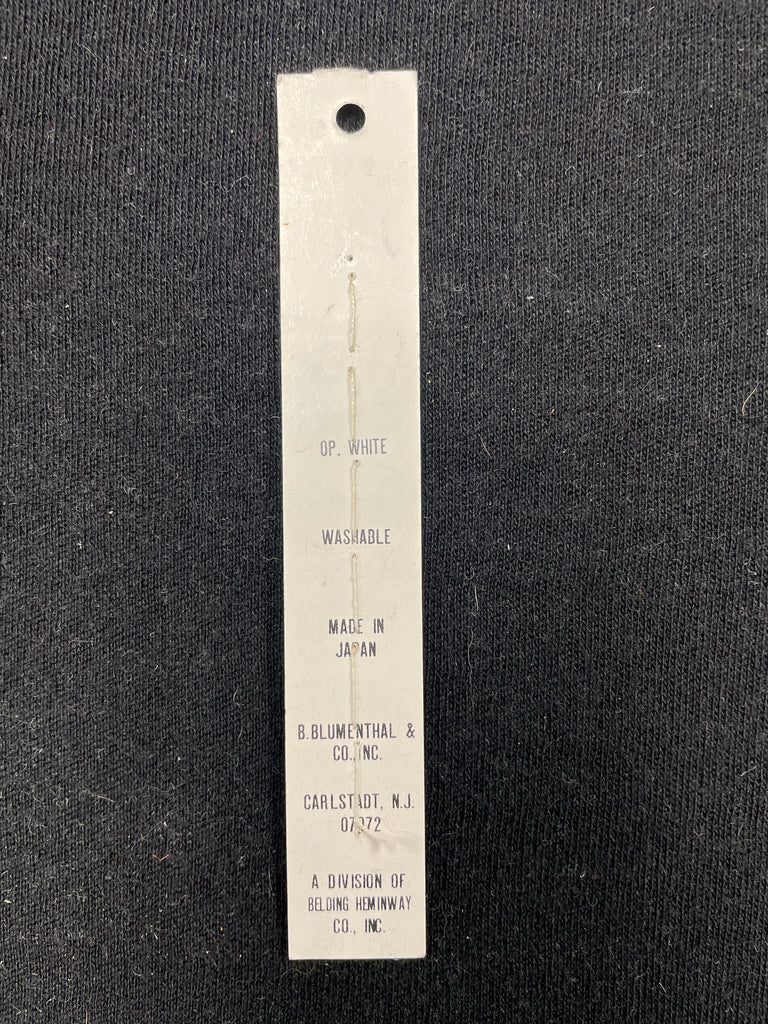 OP. WHITE
WASHABLE
MADE IN
JAPAN
B.BLUMENTHAL &
CO.,INC.
CARLSTADT, N.J.
07072
A DIVISION OF
BELDING HEMINWAY
CO., INC.